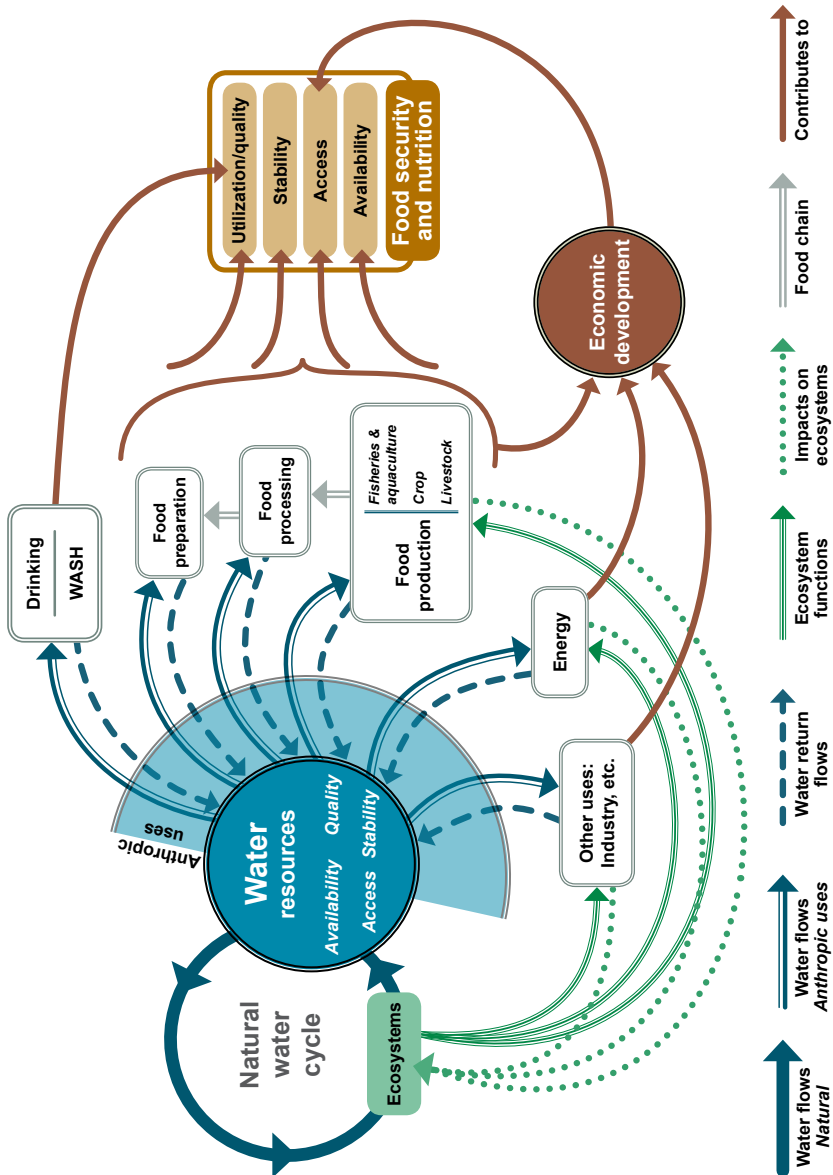 Drinking
WASH
Food
preparation
Food
processing
Food
production
Fisheries &
aquaculture
Crop
Livestock
Energy
Other uses:
Industry, etc.
Anthropic
uses
Water
resources
Availability Quality
Access Stability
Natural
water
cycle
Ecosystems
Utilization/quality
Stability
Access
Availability
Food security
and nutrition
Economic
development
Water flows
Natural
Water flows
Anthropic uses
Water return
flows
Ecosystem
functions
Impacts on
ecosystems
Food chain
Contributes to